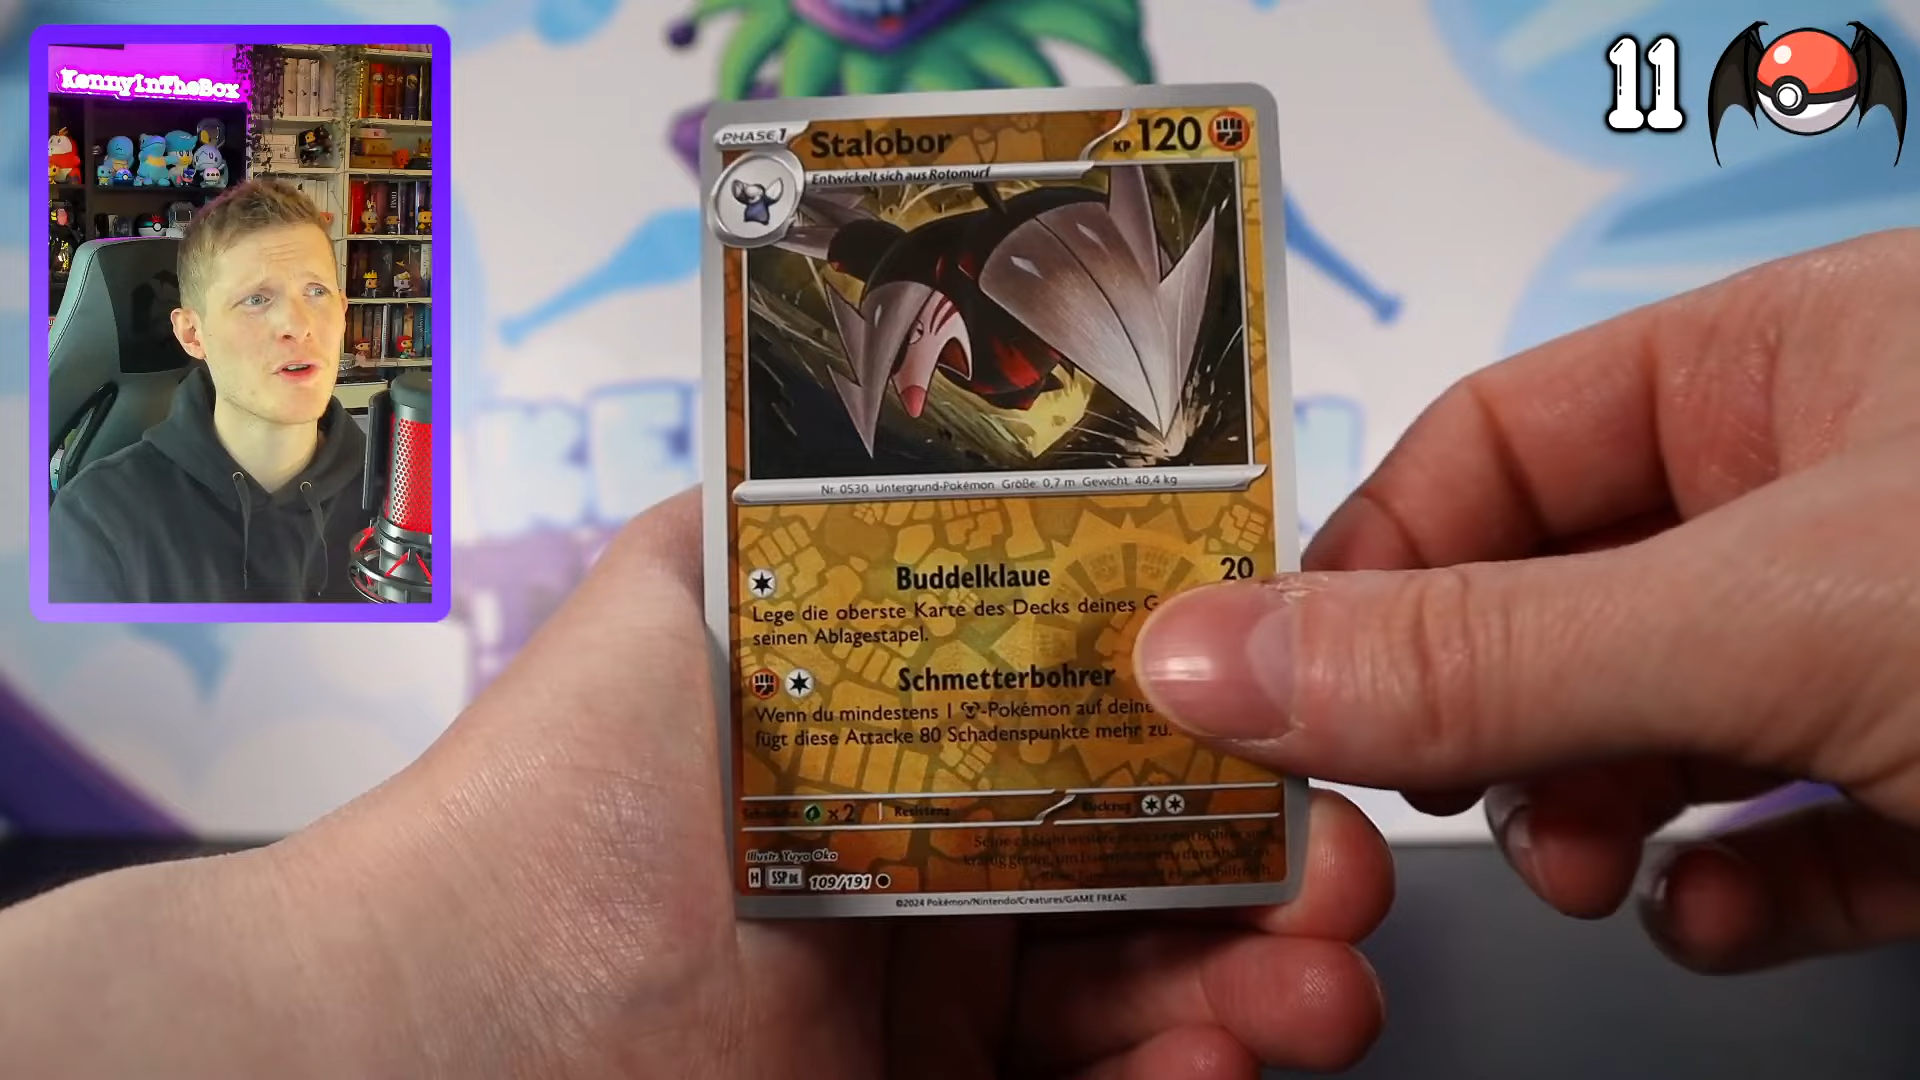 KennyInTheBox
11
PHASE 1 Stalobor KP 120
Entwickelt sich aus Rotomurf
Nr. 0530 Untergrund-Pokémon Größe: 0,7 m Gewicht: 40,4 kg
Buddelklaue 20
Lege die oberste Karte des Decks deines G
seinen Ablagestapel.
Schmetterbohrer
Wenn du mindestens 1 -Pokémon auf deine
fügt diese Attacke 80 Schadenspunkte mehr zu.
Schwäche x2 Resistenz Rückzug
Illustr. Yuya Oka
H SSP DE 109/191
©2024 Pokémon/Nintendo/Creatures/GAME FREAK